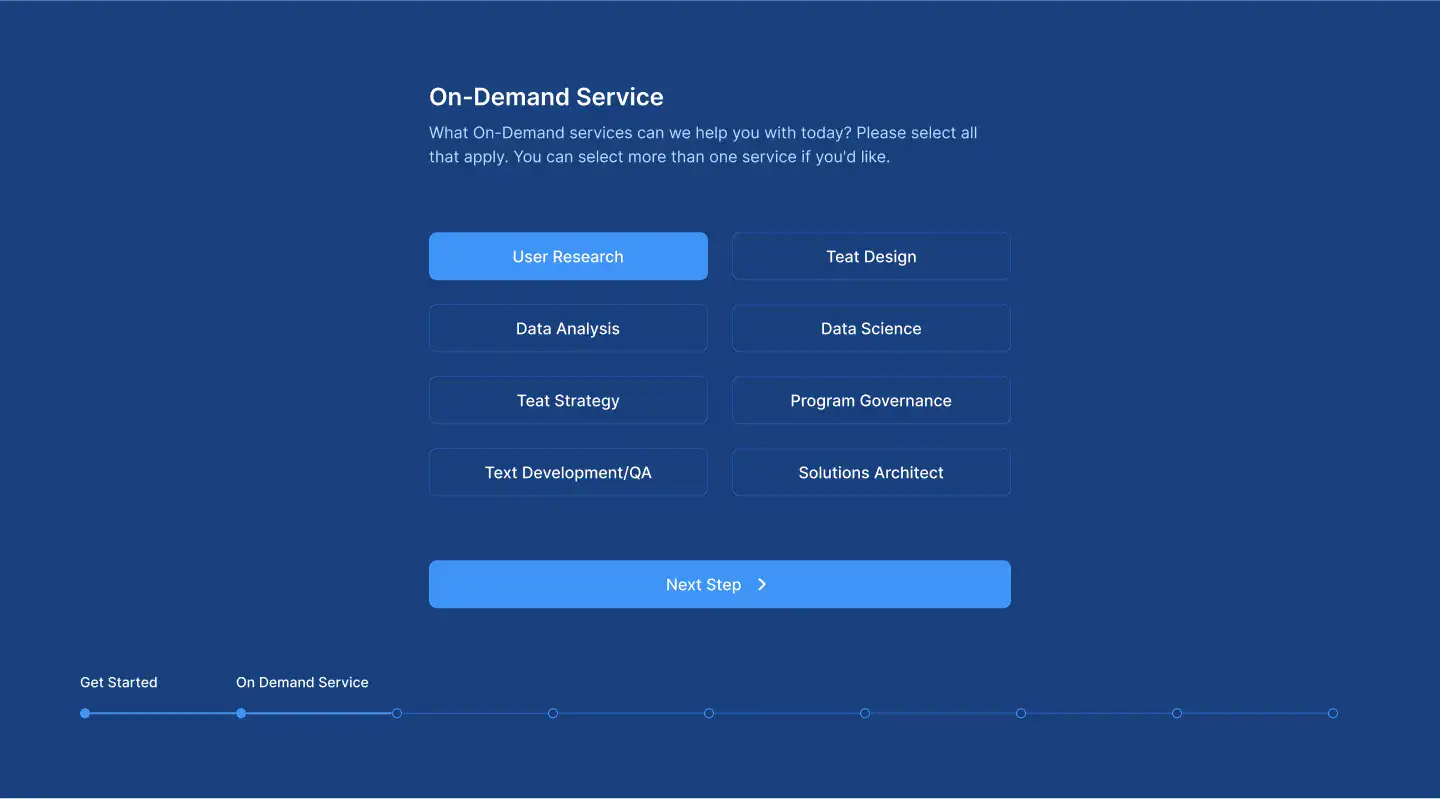 On-Demand Service
What On-Demand services can we help you with today? Please select all
that apply. You can select more than one service if you'd like.
User Research
Teat Design
Data Analysis
Data Science
Teat Strategy
Program Governance
Text Development/QA
Solutions Architect
Next Step
Get Started
On Demand Service